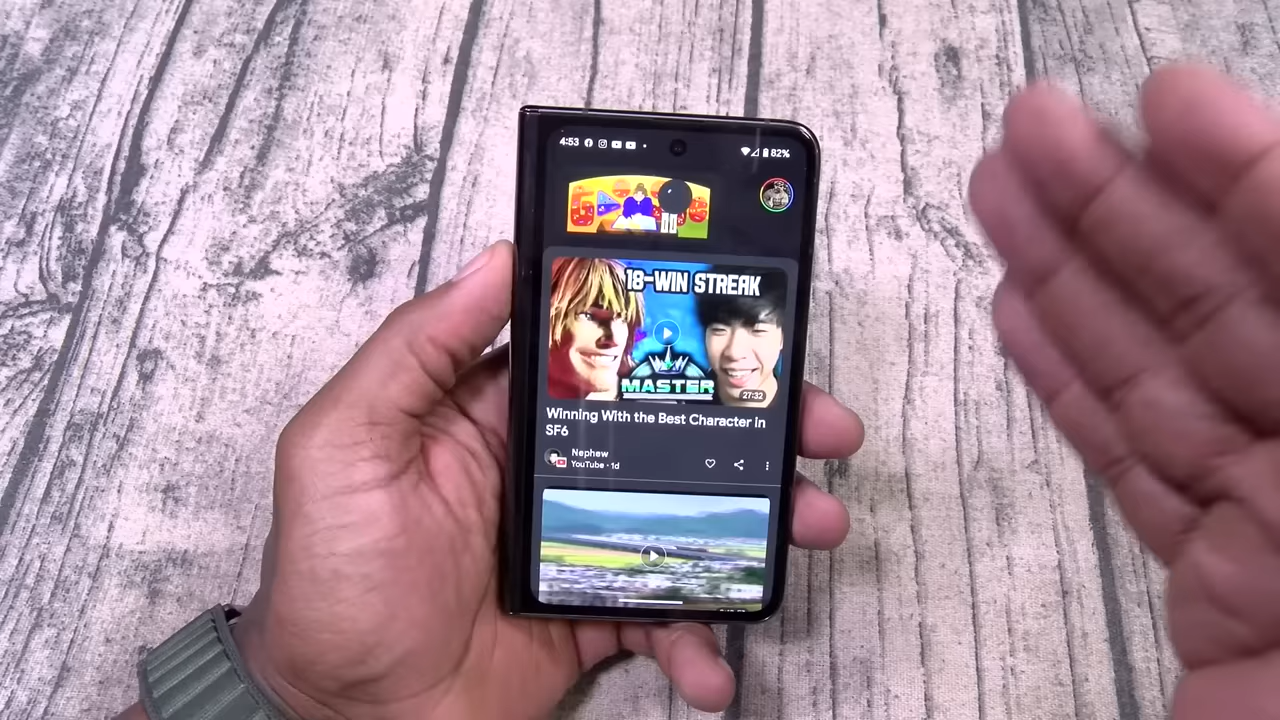 4:53
82%
18-WIN STREAK
MASTER
27:32
Winning With the Best Character in
SF6
Nephew
YouTube · 1d